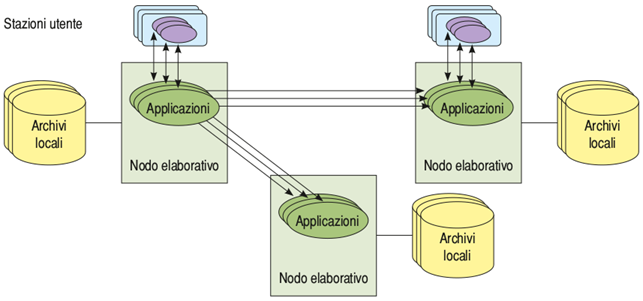 Stazioni utente
Applicazioni
Applicazioni
Archivi
locali
Archivi
locali
Nodo elaborativo
Nodo elaborativo
Applicazioni
Archivi
locali
Nodo elaborativo